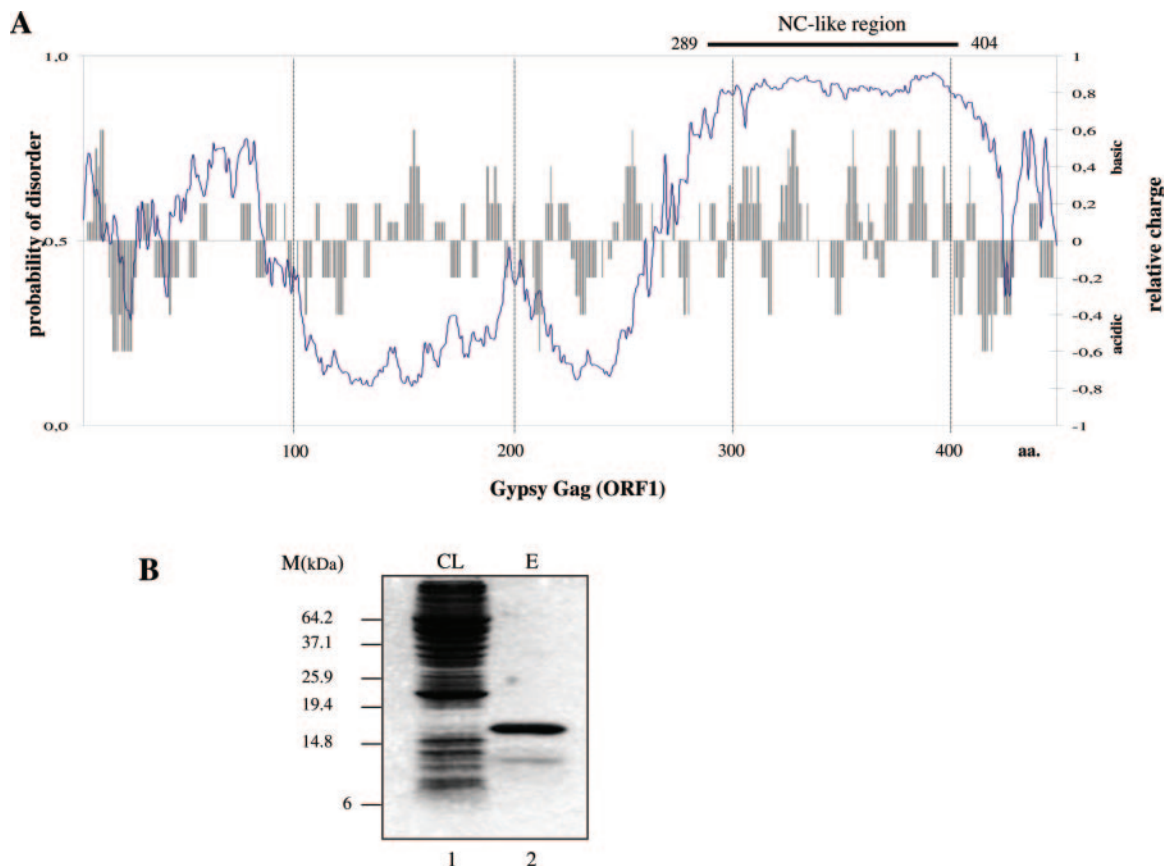 A
NC-like region
289 404
1.0
0.5
0,0
probability of disorder
1
0,8
0,6
0,4
0,2
0
-0,2
-0,4
-0,6
-0,8
-1
basic
acidic
relative charge
100 200 300 400 aa.
Gypsy Gag (ORF1)
B
M(kDa) CL E
64.2
37.1
25.9
19.4
14.8
6
1 2